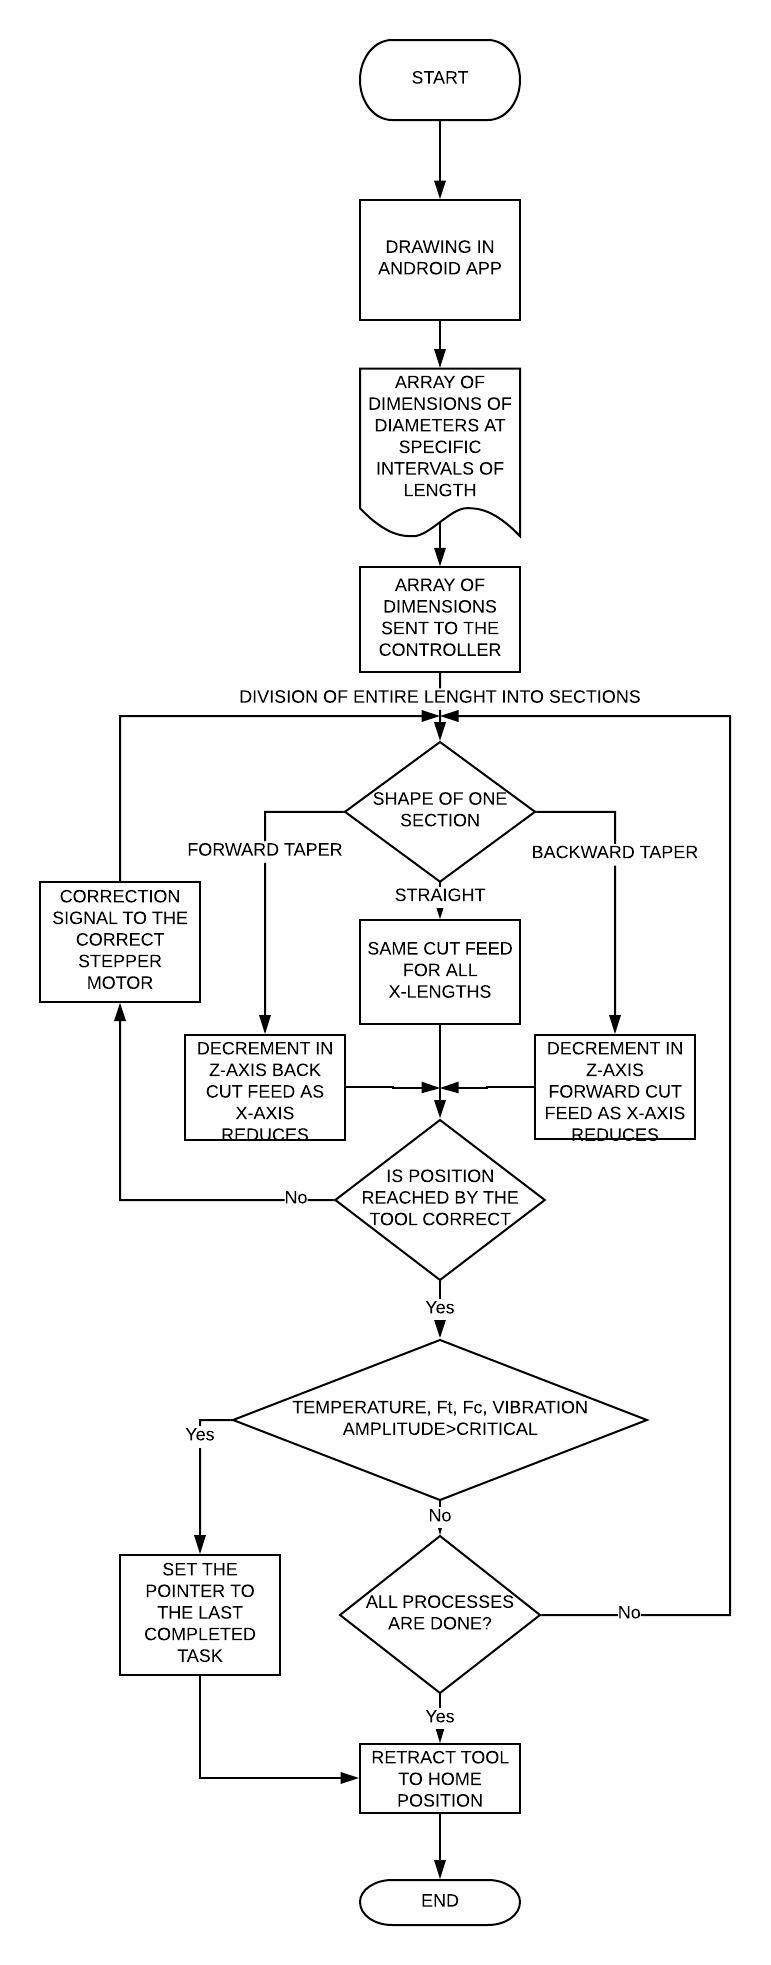 START
DRAWING IN
ANDROID APP
ARRAY OF
DIMENSIONS OF
DIAMETERS AT
SPECIFIC
INTERVALS OF
LENGTH
ARRAY OF
DIMENSIONS
SENT TO THE
CONTROLLER
DIVISION OF ENTIRE LENGHT INTO SECTIONS
SHAPE OF ONE
SECTION
FORWARD TAPER
BACKWARD TAPER
STRAIGHT
CORRECTION
SIGNAL TO THE
CORRECT
STEPPER
MOTOR
SAME CUT FEED
FOR ALL
X-LENGTHS
DECREMENT IN
Z-AXIS BACK
CUT FEED AS
X-AXIS
REDUCES
DECREMENT IN
Z-AXIS
FORWARD CUT
FEED AS X-AXIS
REDUCES
IS POSITION
REACHED BY THE
TOOL CORRECT
No
Yes
TEMPERATURE, Ft, Fc, VIBRATION
AMPLITUDE>CRITICAL
Yes
No
SET THE
POINTER TO
THE LAST
COMPLETED
TASK
ALL PROCESSES
ARE DONE?
No
Yes
RETRACT TOOL
TO HOME
POSITION
END